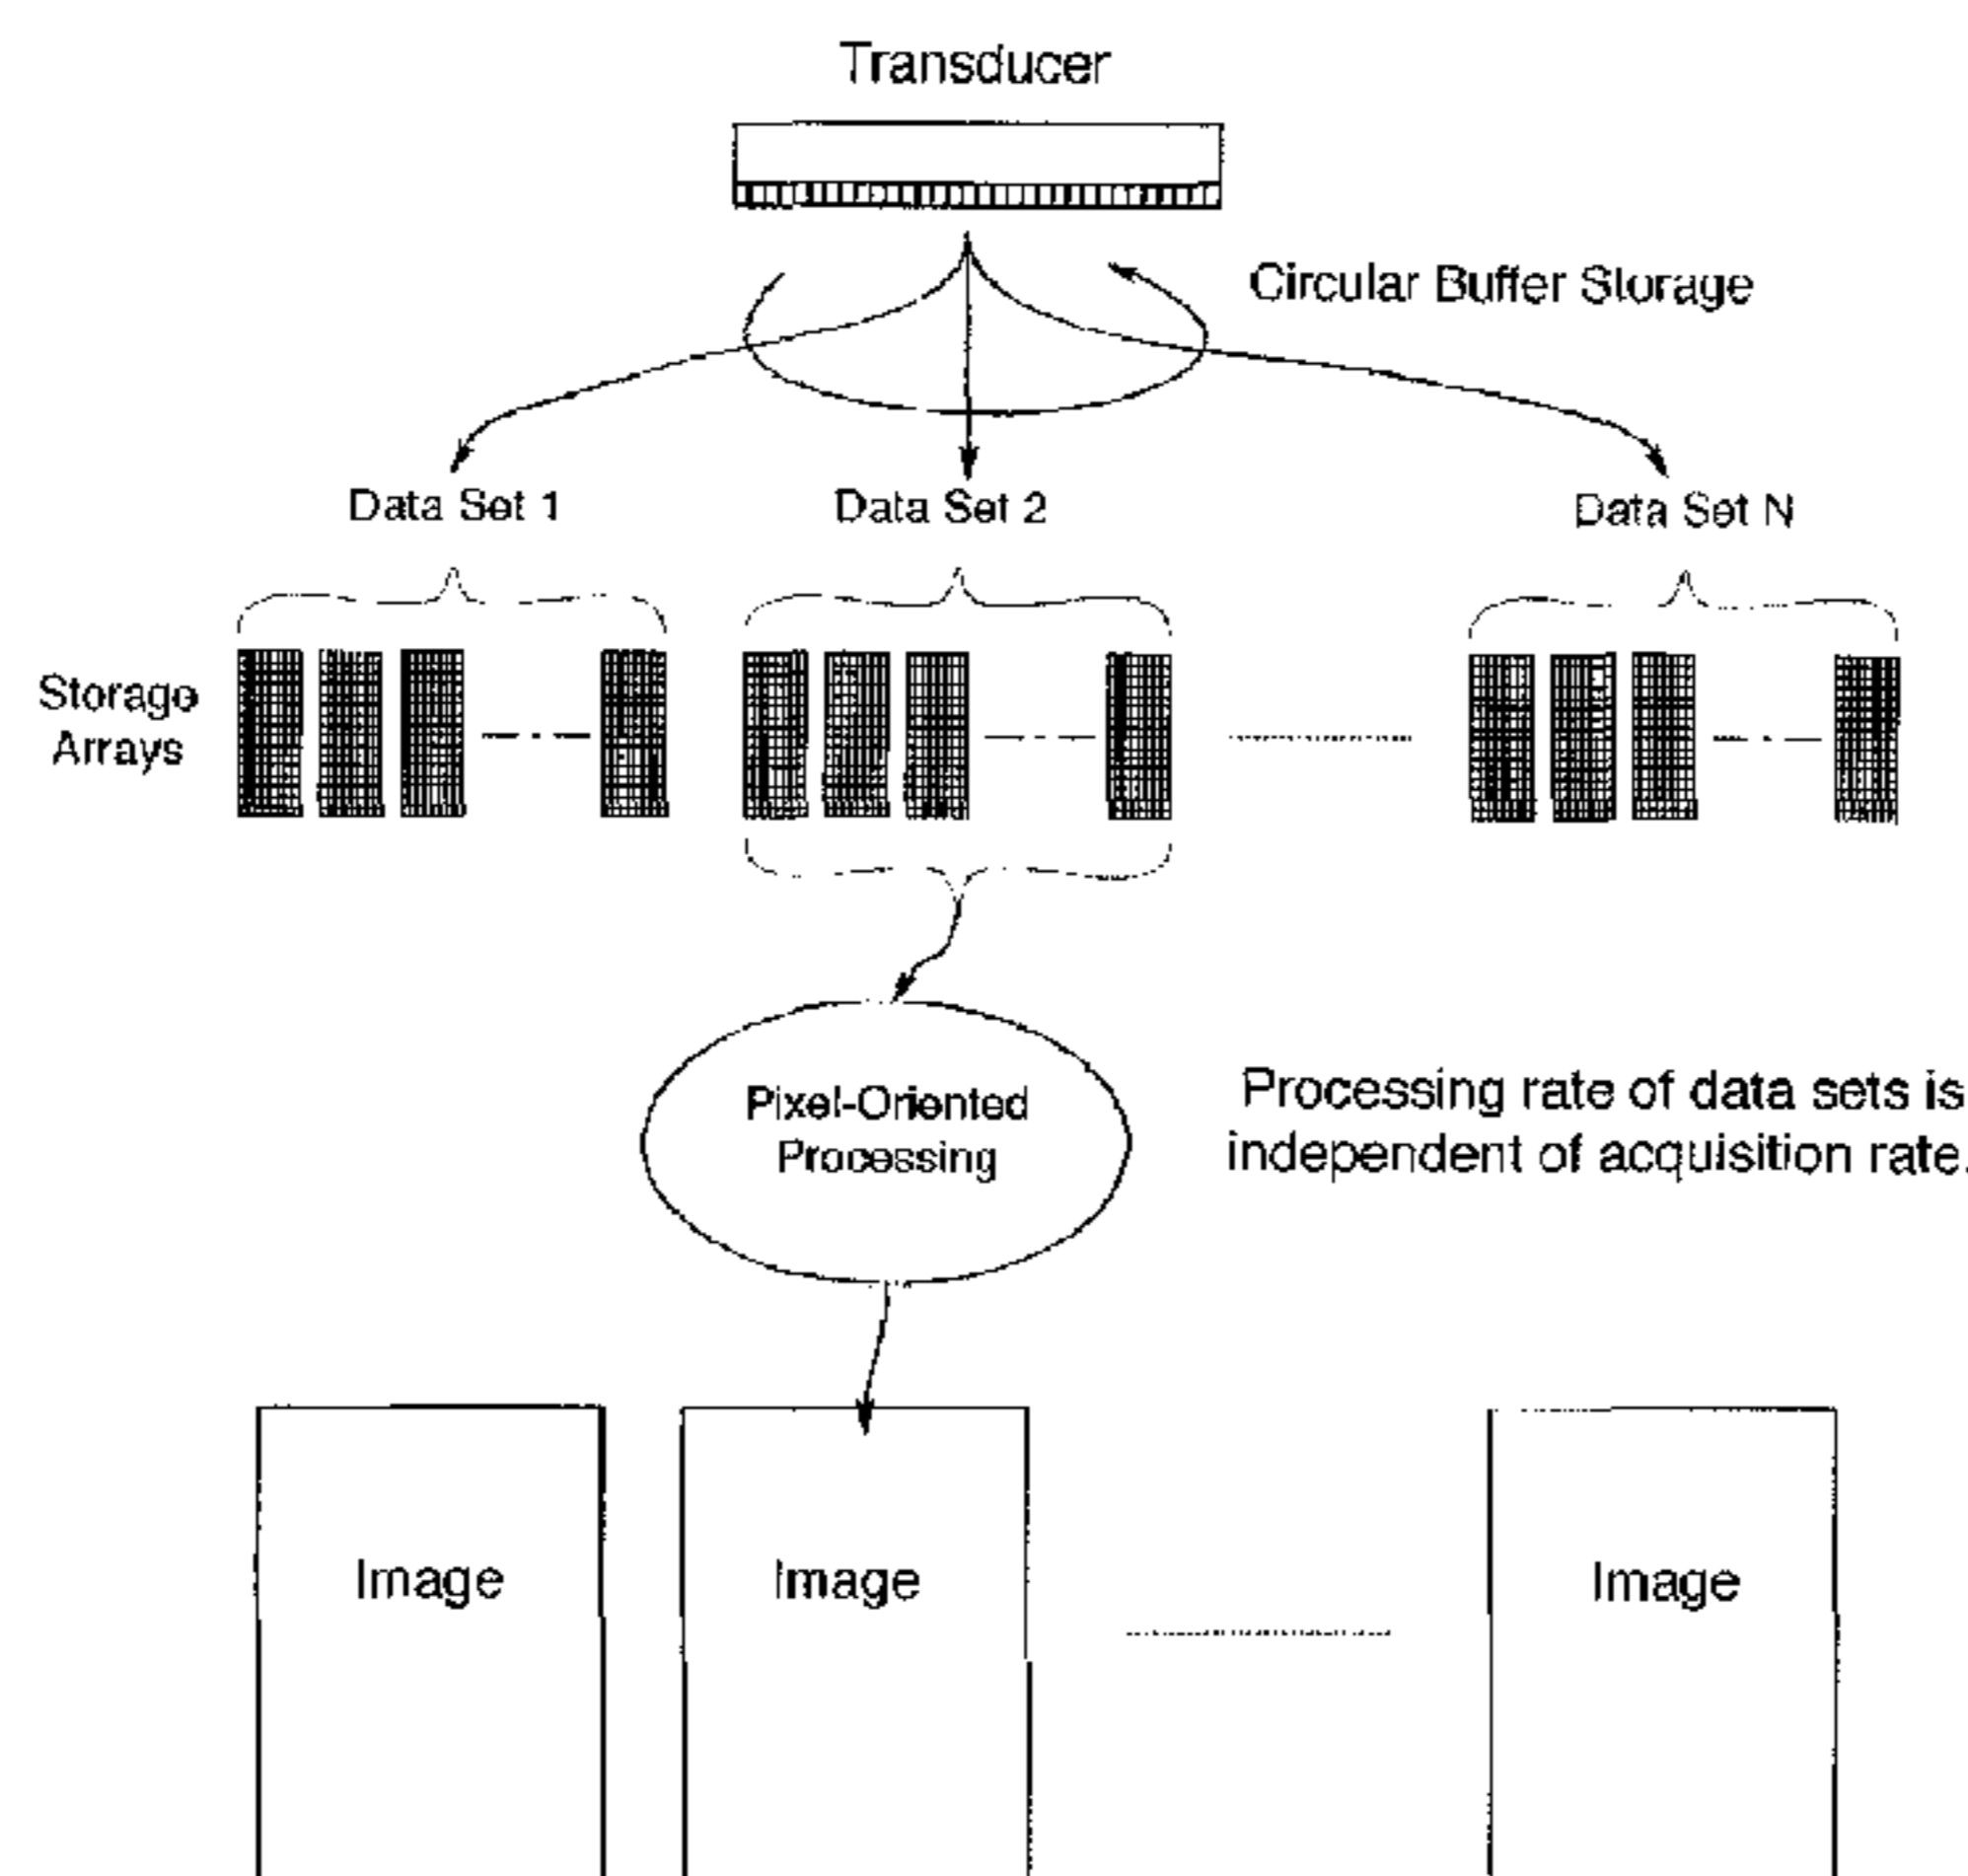 Transducer
Circular Buffer Storage
Data Set 1
Data Set 2
Data Set N
Storage
Arrays
Pixel-Oriented
Processing
Processing rate of data sets is
independent of acquisition rate.
Image
Image
Image